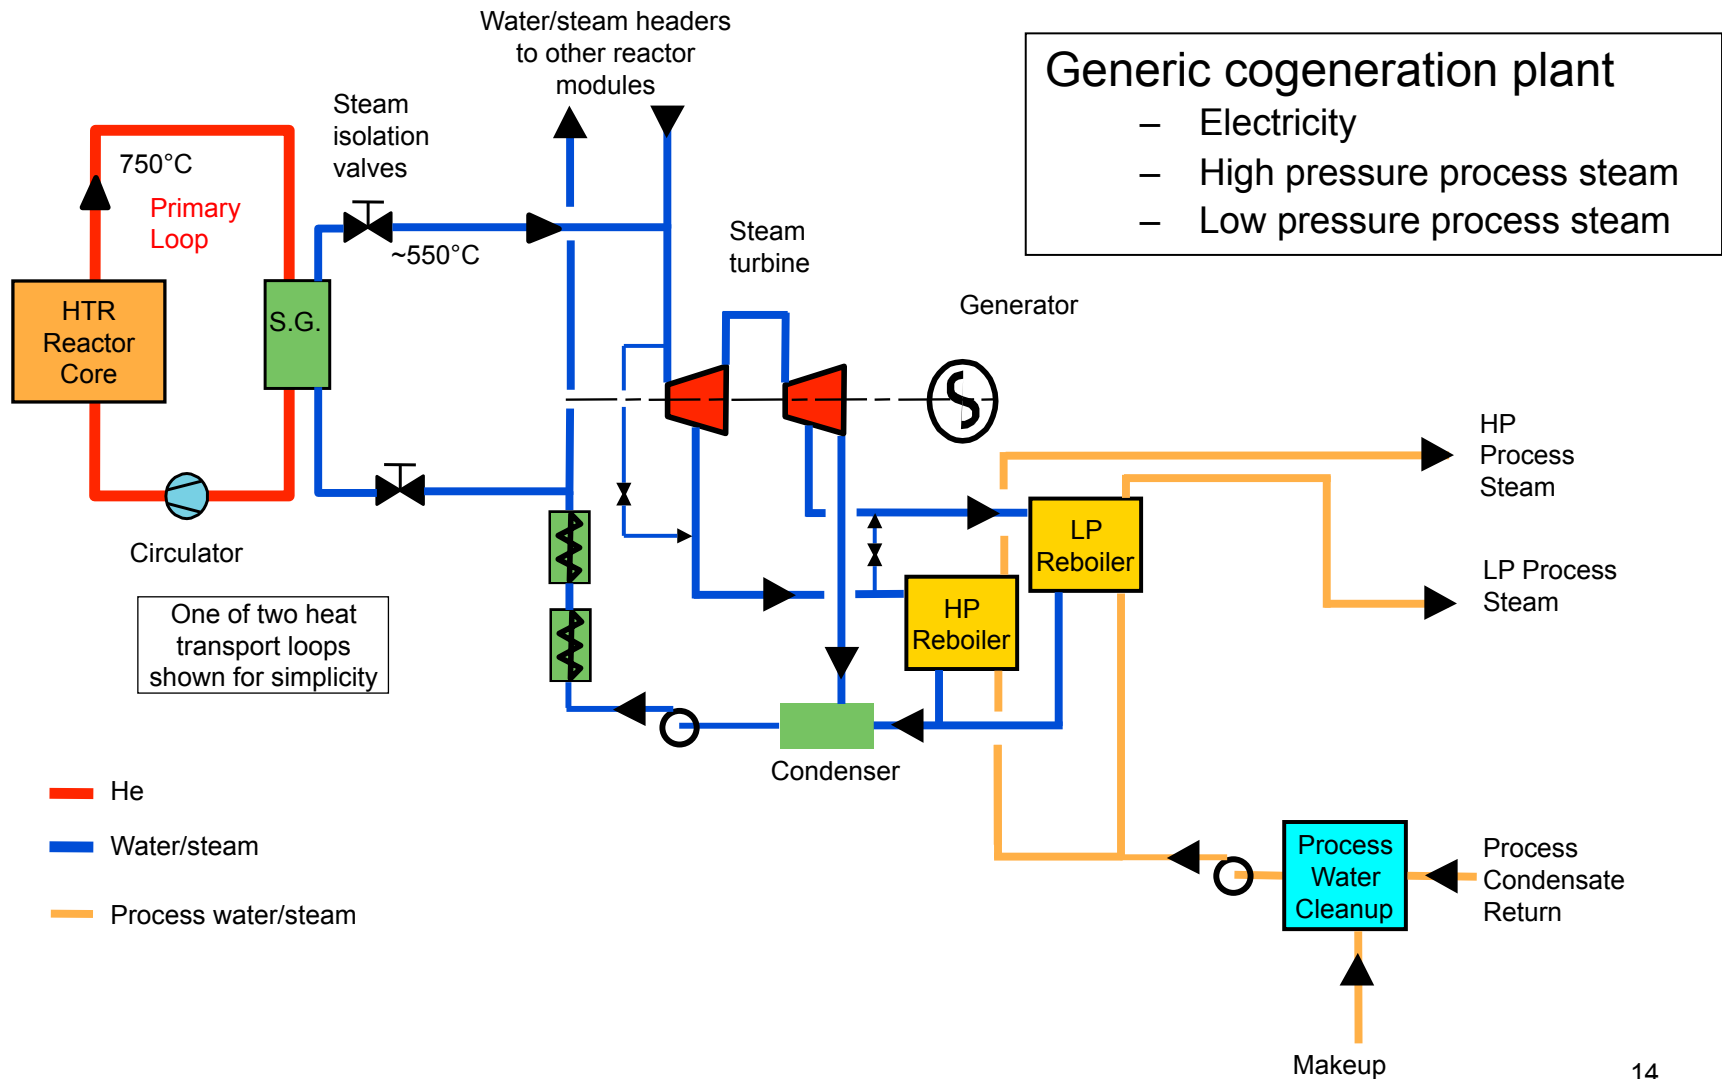 Water/steam headers
to other reactor
modules
Generic cogeneration plant
– Electricity
– High pressure process steam
– Low pressure process steam
Steam
isolation
valves
750°C
Primary
Loop
~550°C
Steam
turbine
Generator
HTR
Reactor
Core
S.G.
HP
Process
Steam
LP
Reboiler
Circulator
LP Process
Steam
HP
Reboiler
One of two heat
transport loops
shown for simplicity
Condenser
He
Water/steam
Process water/steam
Process
Water
Cleanup
Process
Condensate
Return
Makeup
14